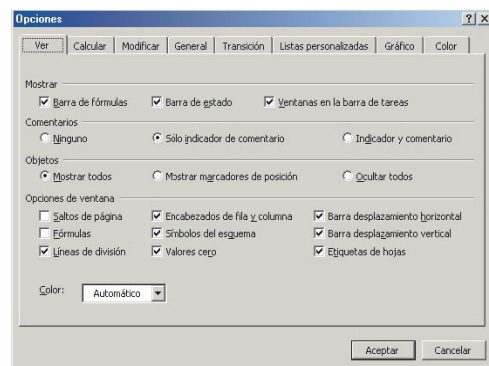 Opciones
Ver Calcular Modificar General Transición Listas personalizadas Gráfico Color
Mostrar
Barra de fórmulas Barra de estado Ventanas en la barra de tareas
Comentarios
Ninguno Sólo indicador de comentario Indicador y comentario
Objetos
Mostrar todos Mostrar marcadores de posición Ocultar todos
Opciones de ventana
Saltos de página Encabezados de fila y columna Barra desplazamiento horizontal
Fórmulas Símbolos del esquema Barra desplazamiento vertical
Líneas de división Valores cero Etiquetas de hojas
Color: Automático
Aceptar Cancelar